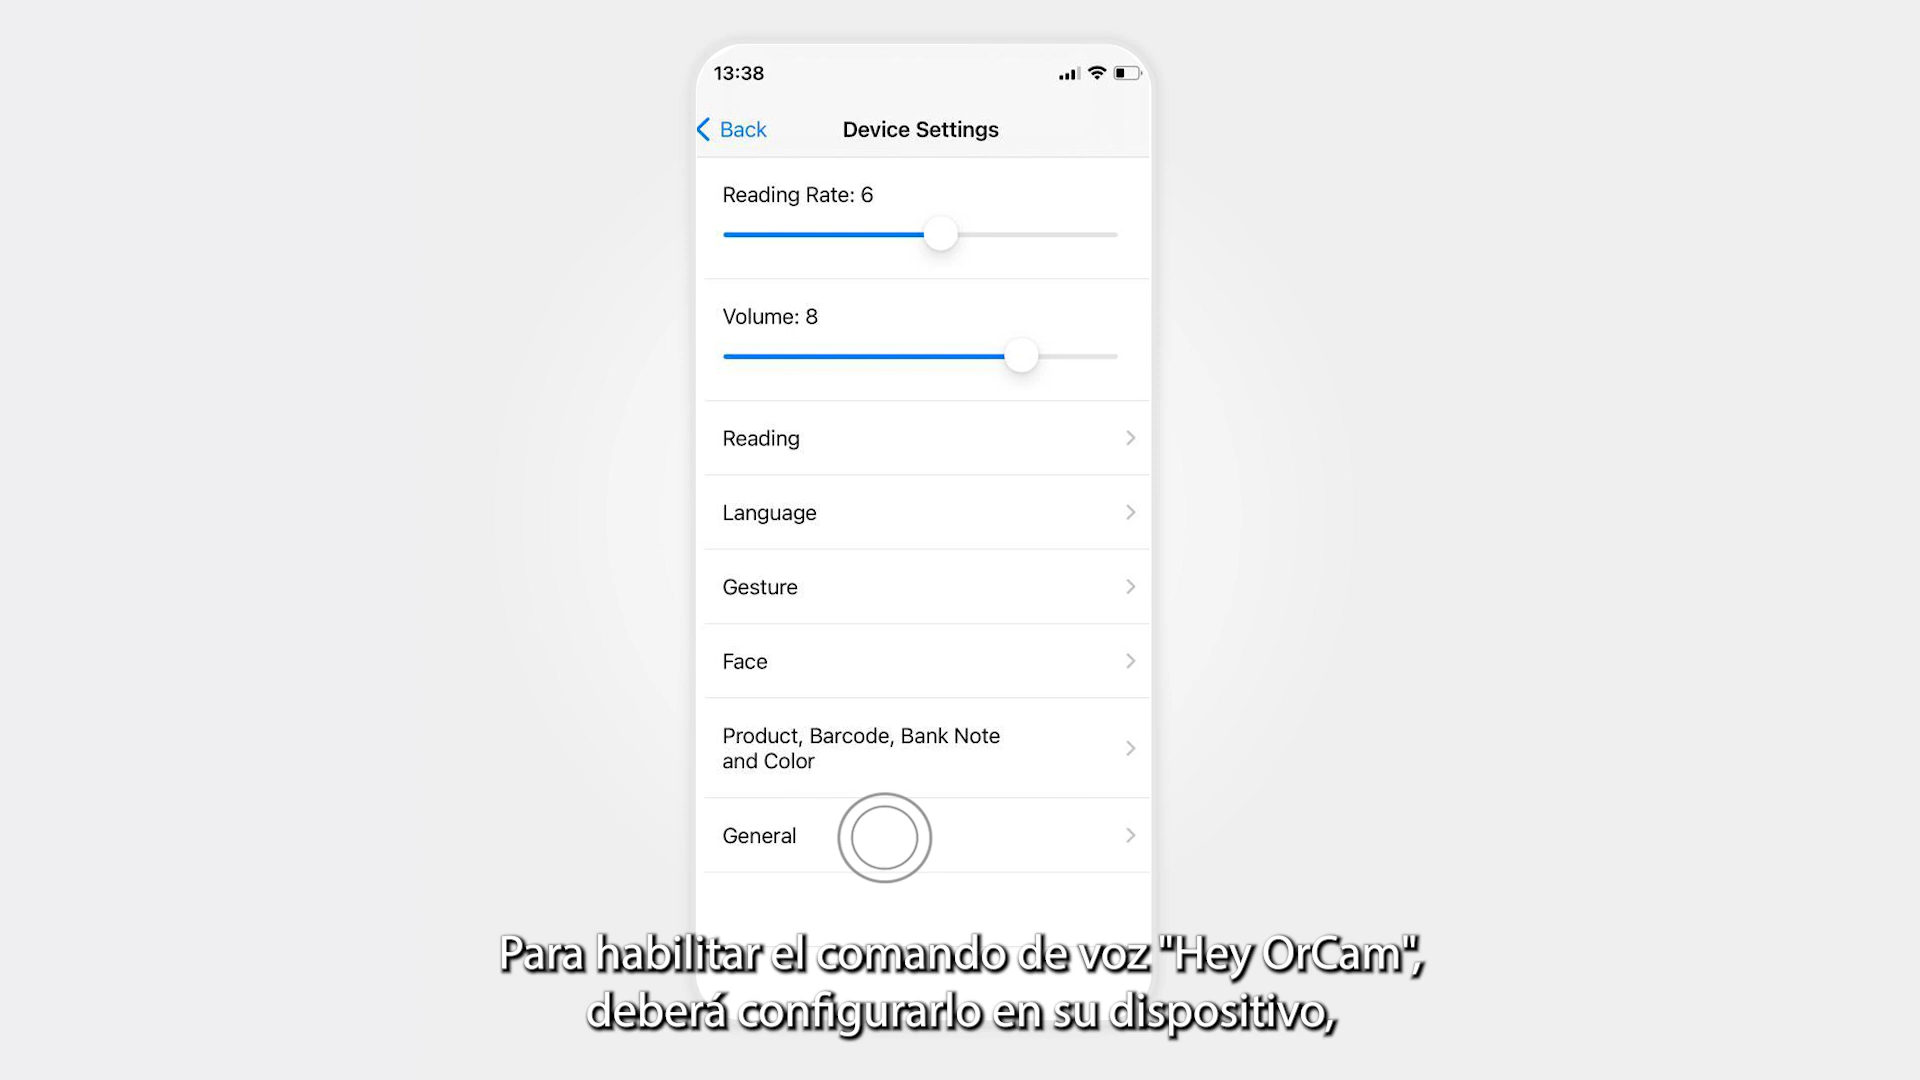 13:38
Back
Device Settings
Reading Rate: 6
Volume: 8
Reading
Language
Gesture
Face
Product, Barcode, Bank Note
and Color
General
Para habilitar el comando de voz "Hey OrCam",
deberá configurarlo en su dispositivo,